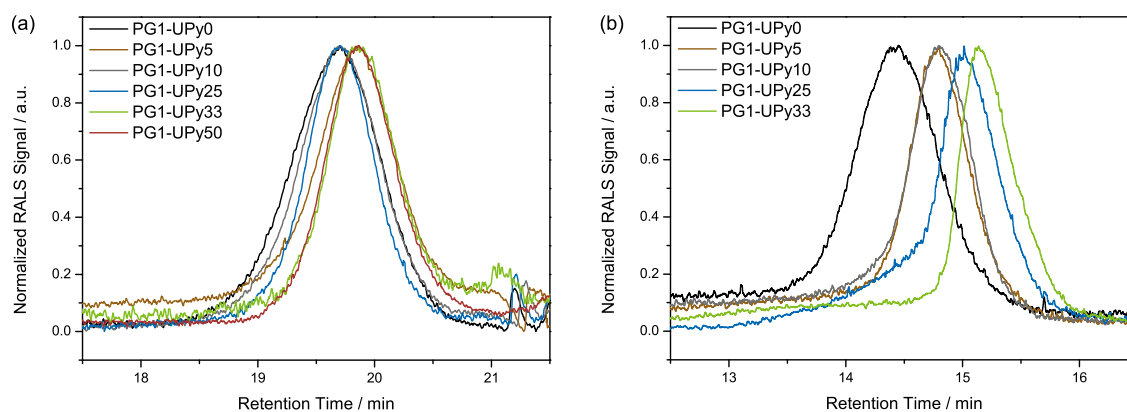 (a)
PG1-UPy0
PG1-UPy5
PG1-UPy10
PG1-UPy25
PG1-UPy33
PG1-UPy50
1.0
0.8
0.6
0.4
0.2
0.0
Normalized RALS Signal / a.u.
18 19 20 21
Retention Time / min
(b)
PG1-UPy0
PG1-UPy5
PG1-UPy10
PG1-UPy25
PG1-UPy33
1.0
0.8
0.6
0.4
0.2
0.0
Normalized RALS Signal / a.u.
13 14 15 16
Retention Time / min